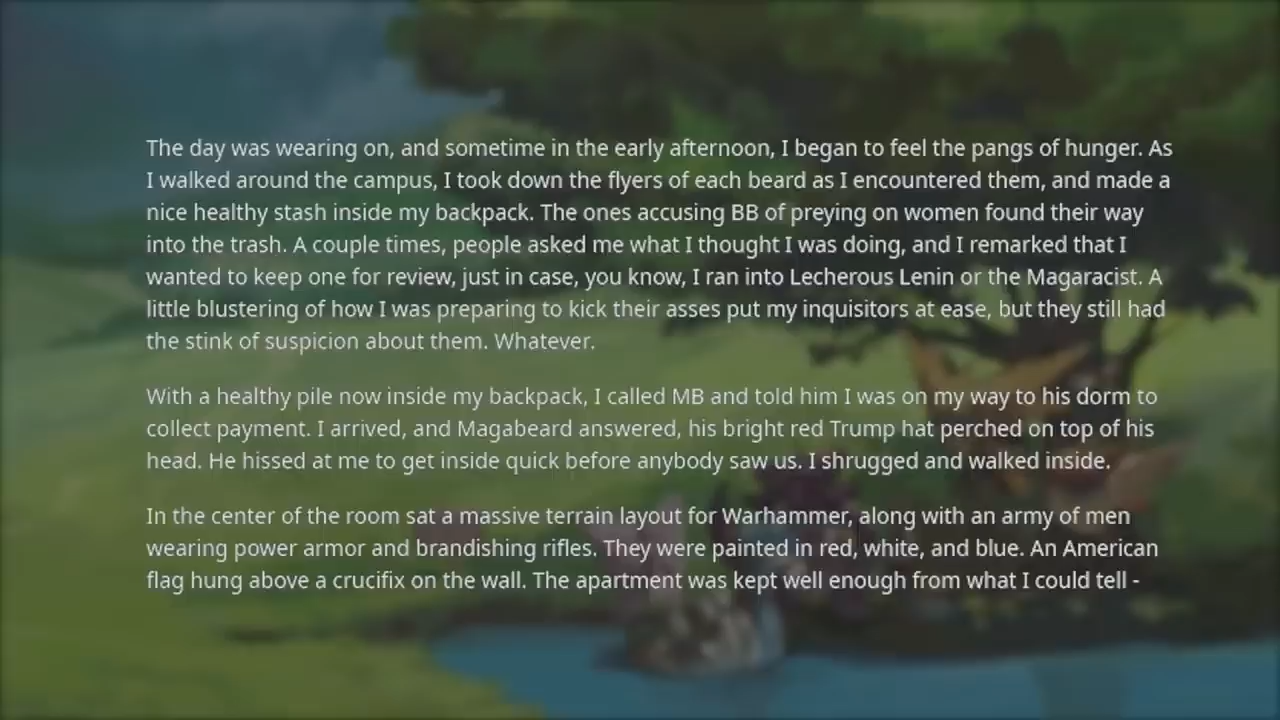 The day was wearing on, and sometime in the early afternoon, I began to feel the pangs of hunger. As
I walked around the campus, I took down the flyers of each beard as I encountered them, and made a
nice healthy stash inside my backpack. The ones accusing BB of preying on women found their way
into the trash. A couple times, people asked me what I thought I was doing, and I remarked that I
wanted to keep one for review, just in case, you know, I ran into Lecherous Lenin or the Magaracist. A
little blustering of how I was preparing to kick their asses put my inquisitors at ease, but they still had
the stink of suspicion about them. Whatever.
With a healthy pile now inside my backpack, I called MB and told him I was on my way to his dorm to
collect payment. I arrived, and Magabeard answered, his bright red Trump hat perched on top of his
head. He hissed at me to get inside quick before anybody saw us. I shrugged and walked inside.
In the center of the room sat a massive terrain layout for Warhammer, along with an army of men
wearing power armor and brandishing rifles. They were painted in red, white, and blue. An American
flag hung above a crucifix on the wall. The apartment was kept well enough from what I could tell -